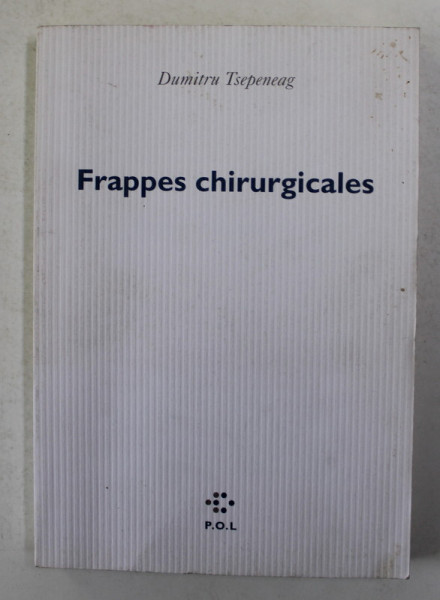 Dumitru Tsepeneag
Frappes chirurgicales
P.O.L